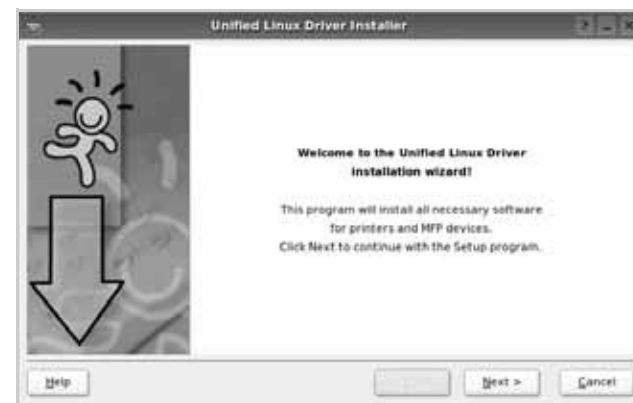 Unified Linux Driver Installer
Welcome to the Unified Linux Driver
installation wizard!
This program will install all necessary software
for printers and MFP devices.
Click Next to continue with the Setup program.
Help
Next >
Cancel